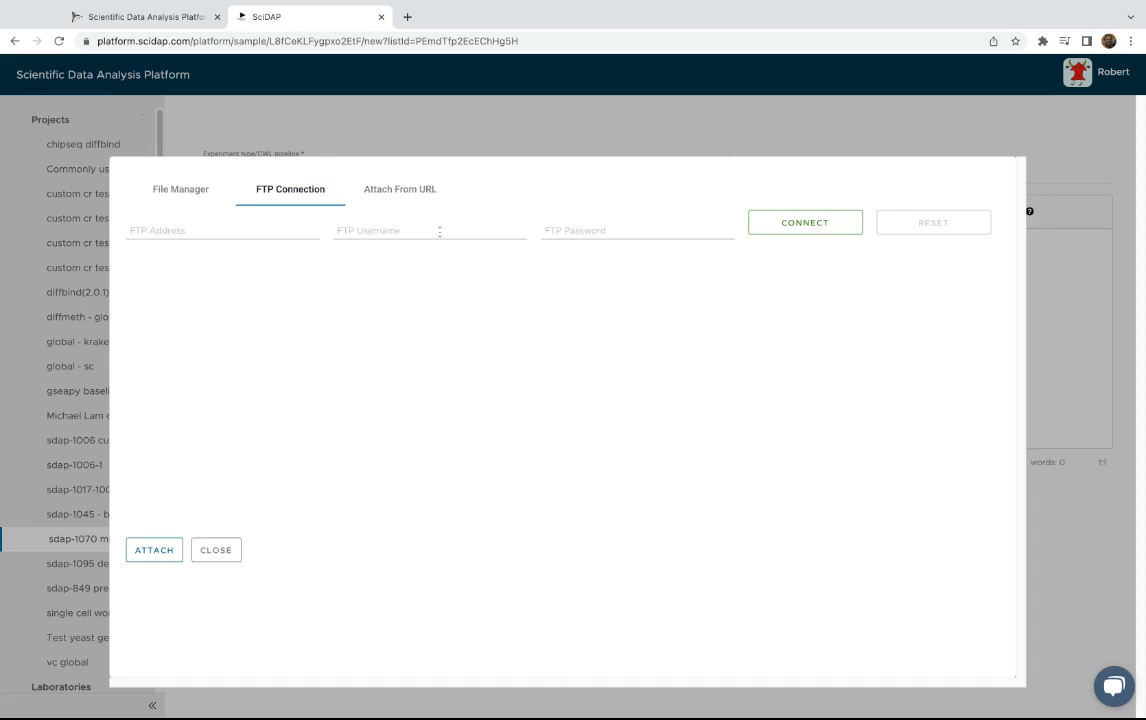 Scientific Data Analysis Platfor
SciDAP
platform.scidap.com/platform/sample/L8fCeKLFygpxo2EtF/new?listId=PEmdTfp2EcEChHg5H
Scientific Data Analysis Platform
Robert
Projects
chipseq diffbind
Commonly us
custom cr tes
custom cr tes
custom cr tes
custom cr tes
diffbind(2.0.1)
diffmeth - glo
global - krake
global - sc
gseapy baseli
Michael Lam c
sdap-1006 cu
sdap-1006-1
sdap-1017-100
sdap-1045 - b
sdap-1070 m
sdap-1095 de
sdap-849 pre
single cell wo
Test yeast ge
vc global
Laboratories
Experiment type/CWL pipeline *
File Manager
FTP Connection
Attach From URL
FTP Address
FTP Username
FTP Password
CONNECT
RESET
ATTACH
CLOSE
words: 0
1:1